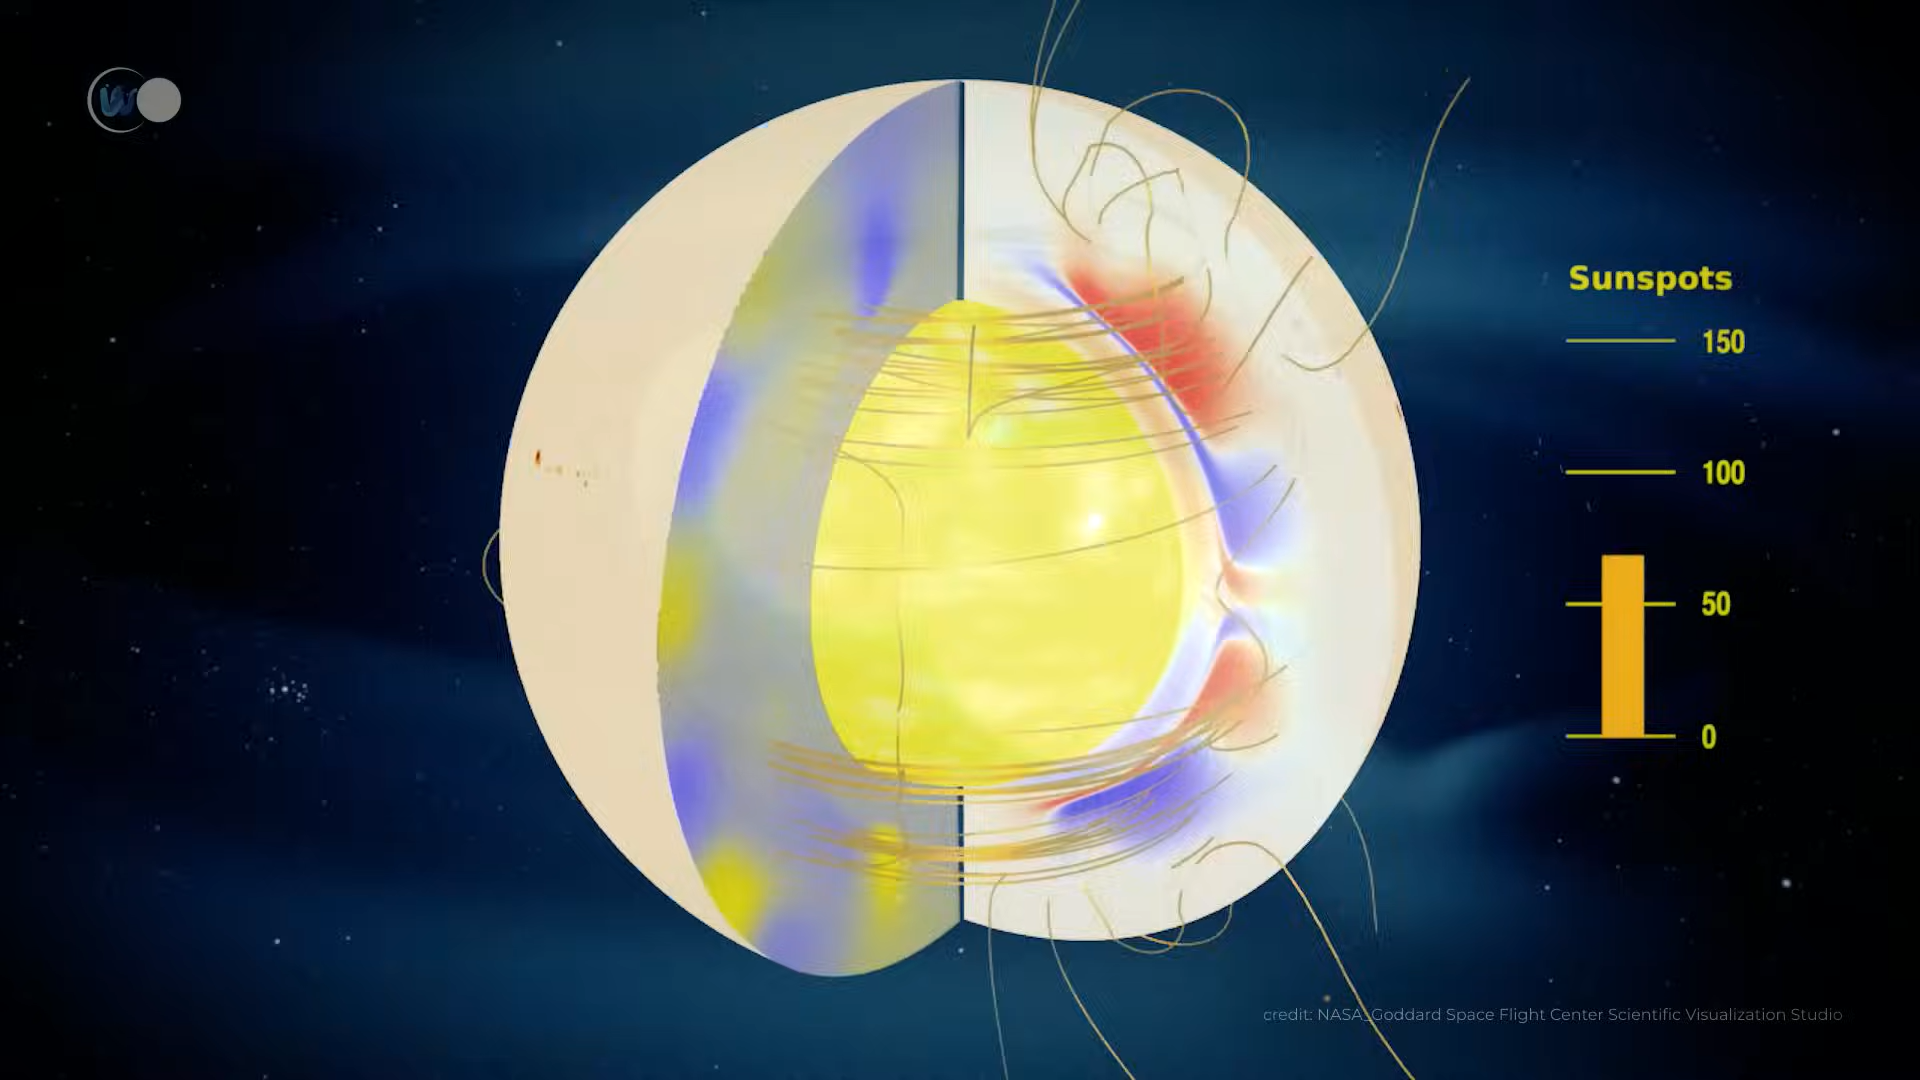 W
Sunspots
150
100
50
0
credit: NASA_Goddard Space Flight Center Scientific Visualization Studio